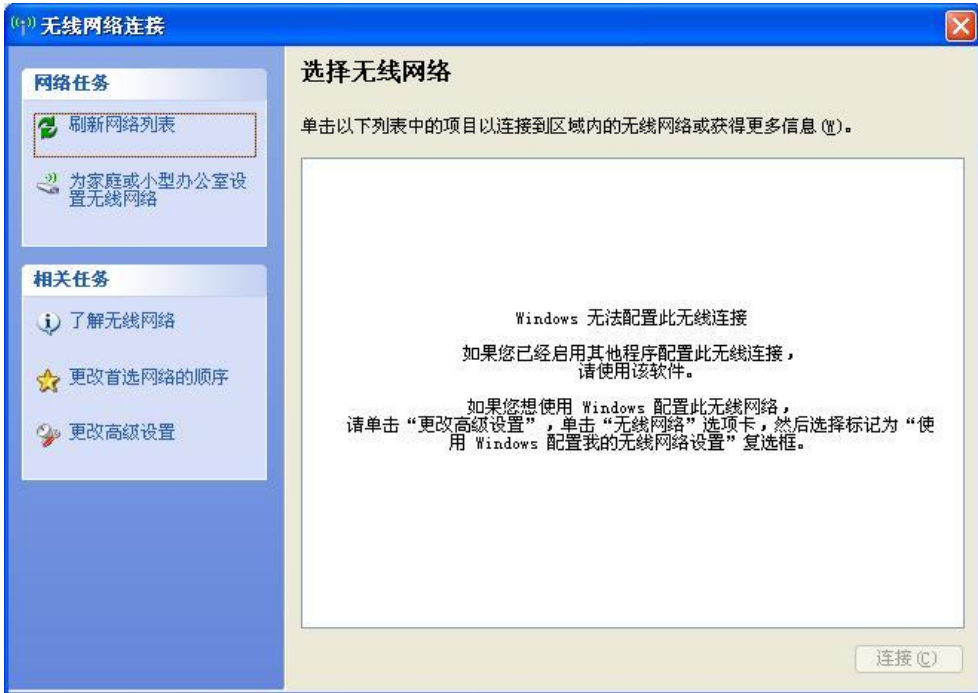 无线网络连接
网络任务
刷新网络列表
为家庭或小型办公室设
置无线网络
相关任务
了解无线网络
更改首选网络的顺序
更改高级设置
选择无线网络
单击以下列表中的项目以连接到区域内的无线网络或获得更多信息(W)。
Windows 无法配置此无线连接
如果您已经启用其他程序配置此无线连接，
请使用该软件。
如果您想使用 Windows 配置此无线网络，
请单击“更改高级设置”，单击“无线网络”选项卡，然后选择标记为“使
用 Windows 配置我的无线网络设置”复选框。
连接(C)